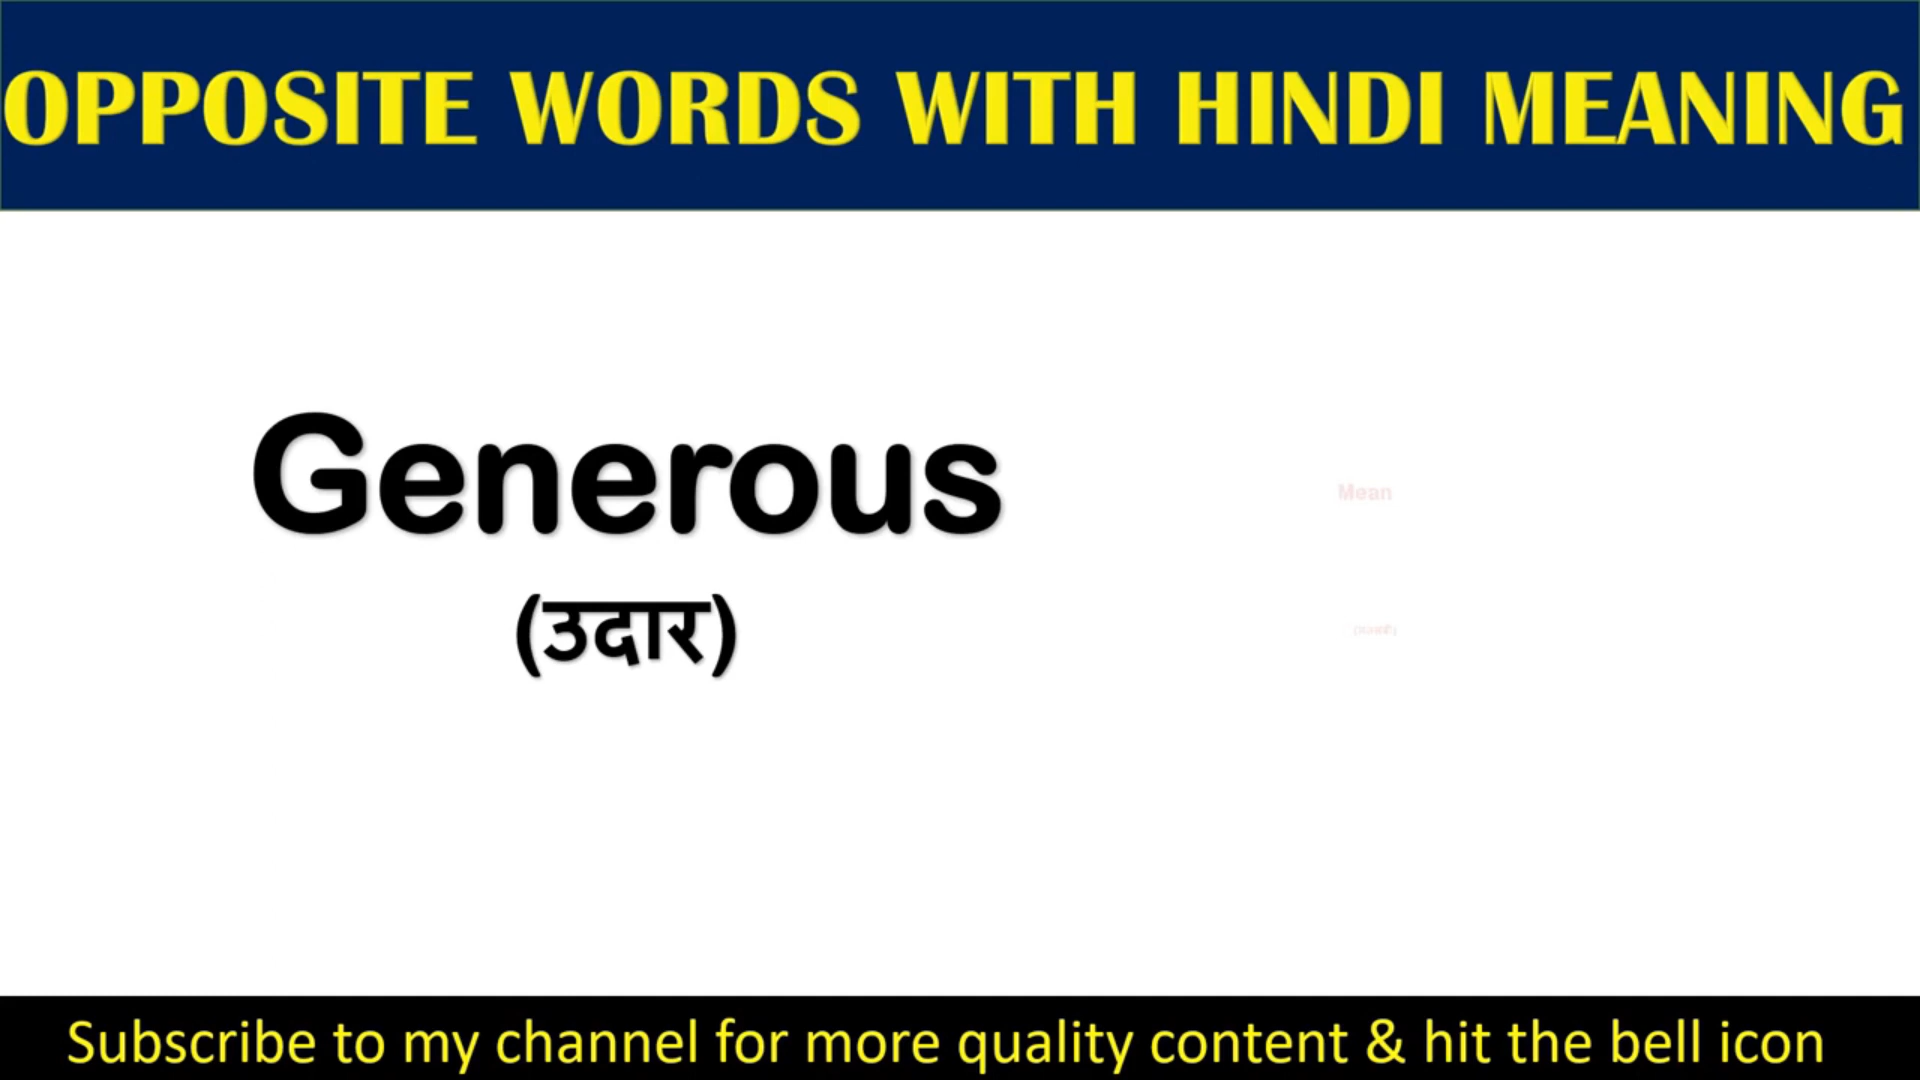 OPPOSITE WORDS WITH HINDI MEANING
Generous
Mean
(उदार)
Subscribe to my channel for more quality content & hit the bell icon